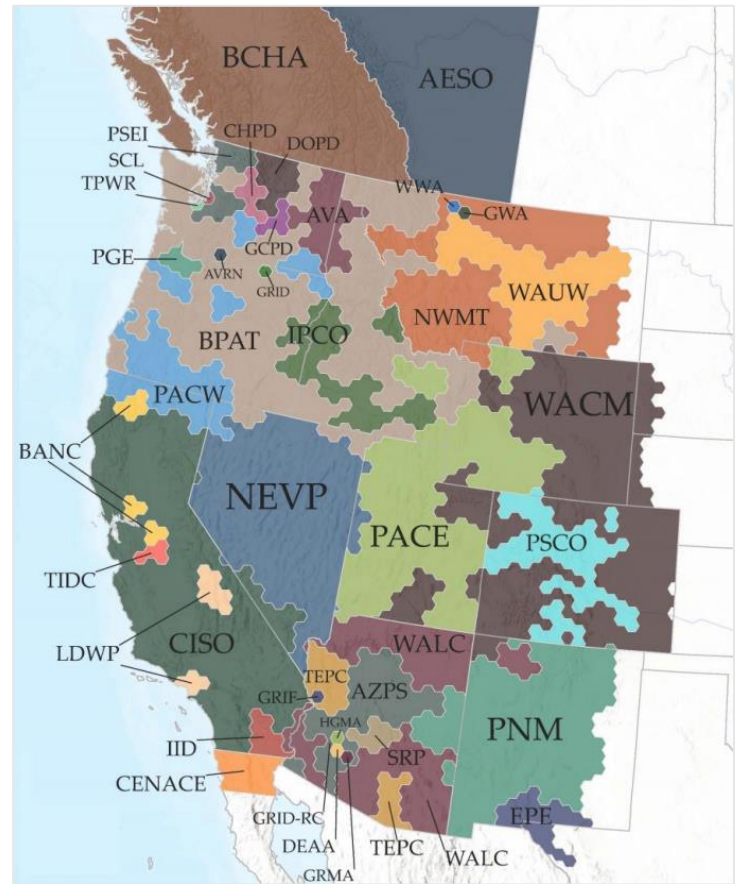 BCHA
AESO
PSEI
CHPD
DOPD
SCL
TPWR
AVA
WWA
GWA
GCPD
PGE
AVRN
GRID
WAUW
NWMT
BPAT
IPCO
PACW
WACM
BANC
NEVP
PACE
PSCO
TIDC
CISO
LDWP
WALC
TEPC
AZPS
GRIF
PNM
HGMA
IID
SRP
CENACE
EPE
GRID-RC
DEAA
TEPC
WALC
GRMA